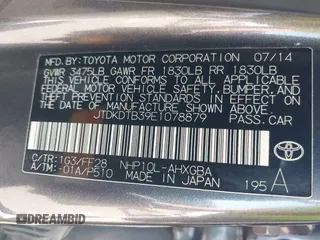 MFD. BY: TOYOTA MOTOR CORPORATION 07/14
GVWR 3475LB GAWR FR 1830LB RR 1830LB
THIS VEHICLE CONFORMS TO ALL APPLICABLE
FEDERAL MOTOR VEHICLE SAFETY, BUMPER, AND
THEFT PREVENTION STANDARDS IN EFFECT ON
THE DATE OF MANUFACTURE SHOWN ABOVE.
JTDKDTB39E1078879 PASS.CAR
C/TR: 1G3/FF28 NHP10L-AHXGBA
A/TM: -01A/P510 MADE IN JAPAN 195 A
TOYOTA
DREAMBID